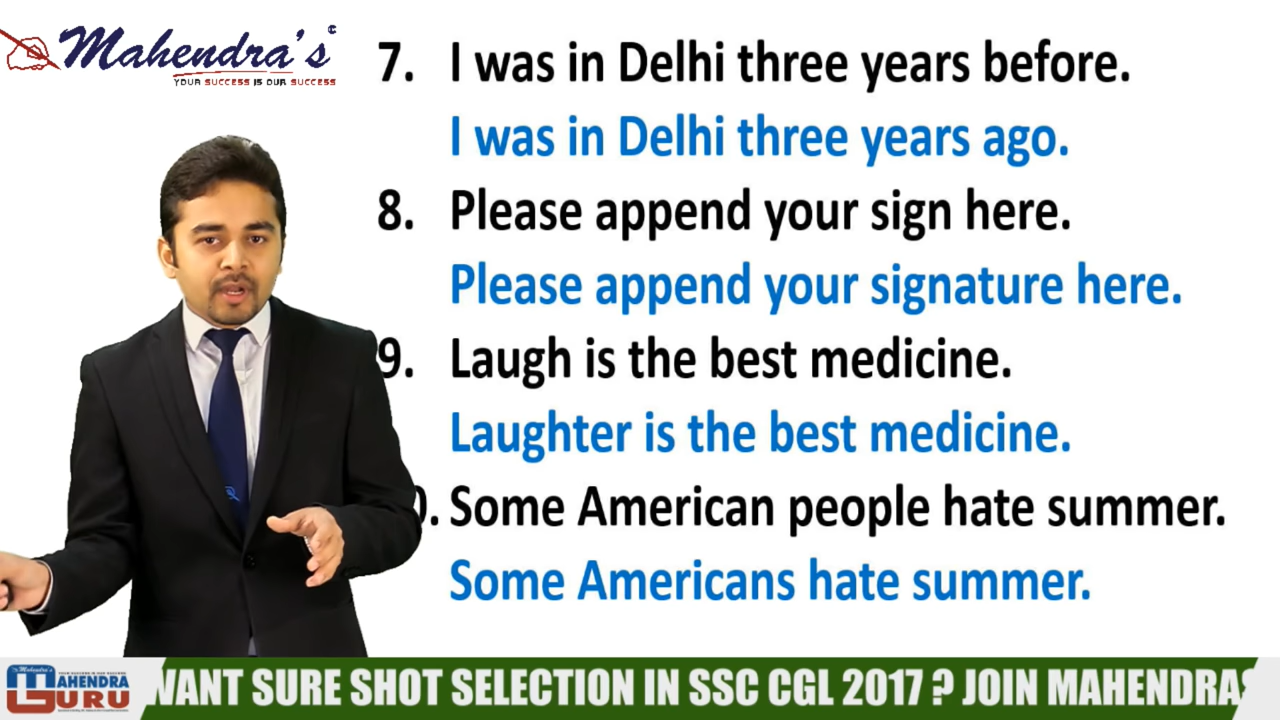 Mahendra's
YOUR SUCCESS IS OUR SUCCESS
7. I was in Delhi three years before.
I was in Delhi three years ago.
8. Please append your sign here.
Please append your signature here.
9. Laugh is the best medicine.
Laughter is the best medicine.
0. Some American people hate summer.
Some Americans hate summer.
Mahendra's
MAHENDRA
GURU
WANT SURE SHOT SELECTION IN SSC CGL 2017 ? JOIN MAHENDRAS